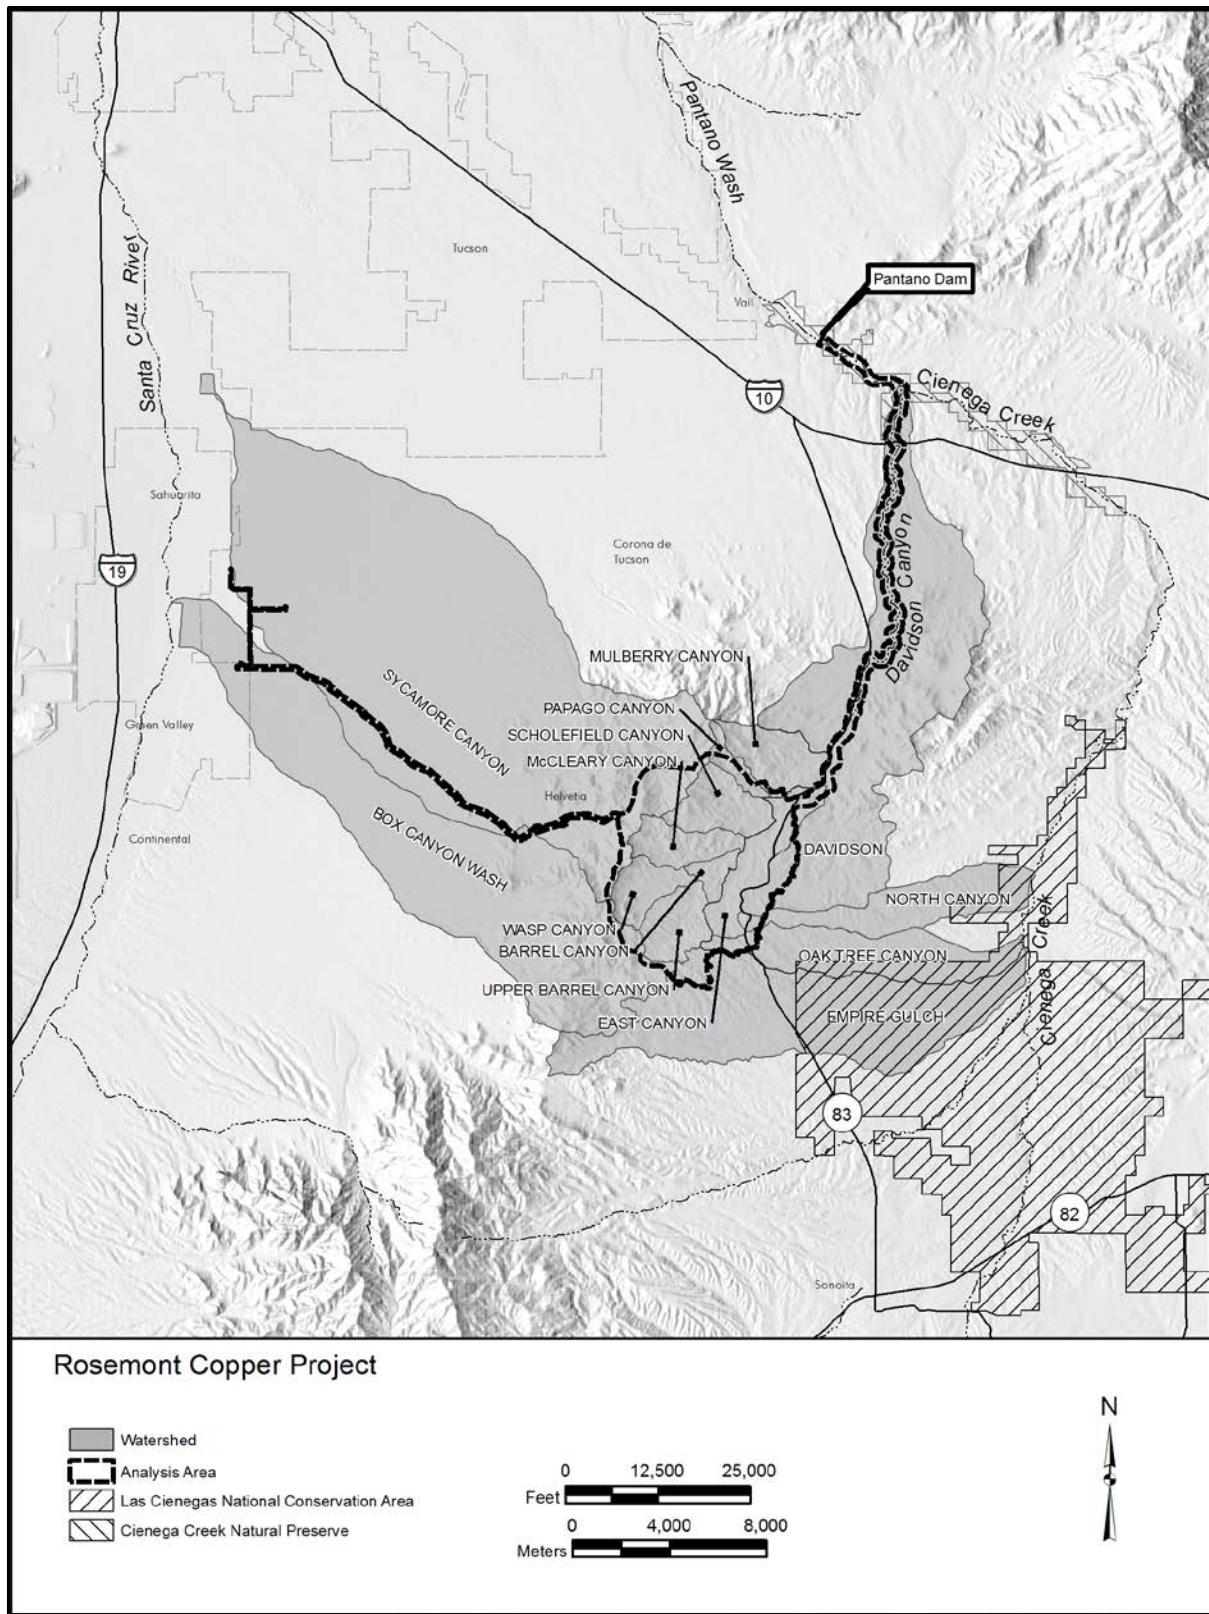 Pantano Wash
Santa Cruz River
Tucson
Pantano Dam
Vail
10
Cienega Creek
Sahuarita
Corona de
Tucson
19
Davidson Canyon
MULBERRY CANYON
SYCAMORE CANYON
PAPAGO CANYON
SCHOLEFIELD CANYON
McCLEARY CANYON
Green Valley
Helvetia
Continental
BOX CANYON WASH
DAVIDSON
NORTH CANYON
WASP CANYON
BARREL CANYON
OAK TREE CANYON
Cienega Creek
UPPER BARREL CANYON
EAST CANYON
EMPIRE GULCH
83
82
Sonoita
Rosemont Copper Project
N
Watershed
Analysis Area
Las Cienegas National Conservation Area
Cienega Creek Natural Preserve
0 12,500 25,000
Feet
0 4,000 8,000
Meters